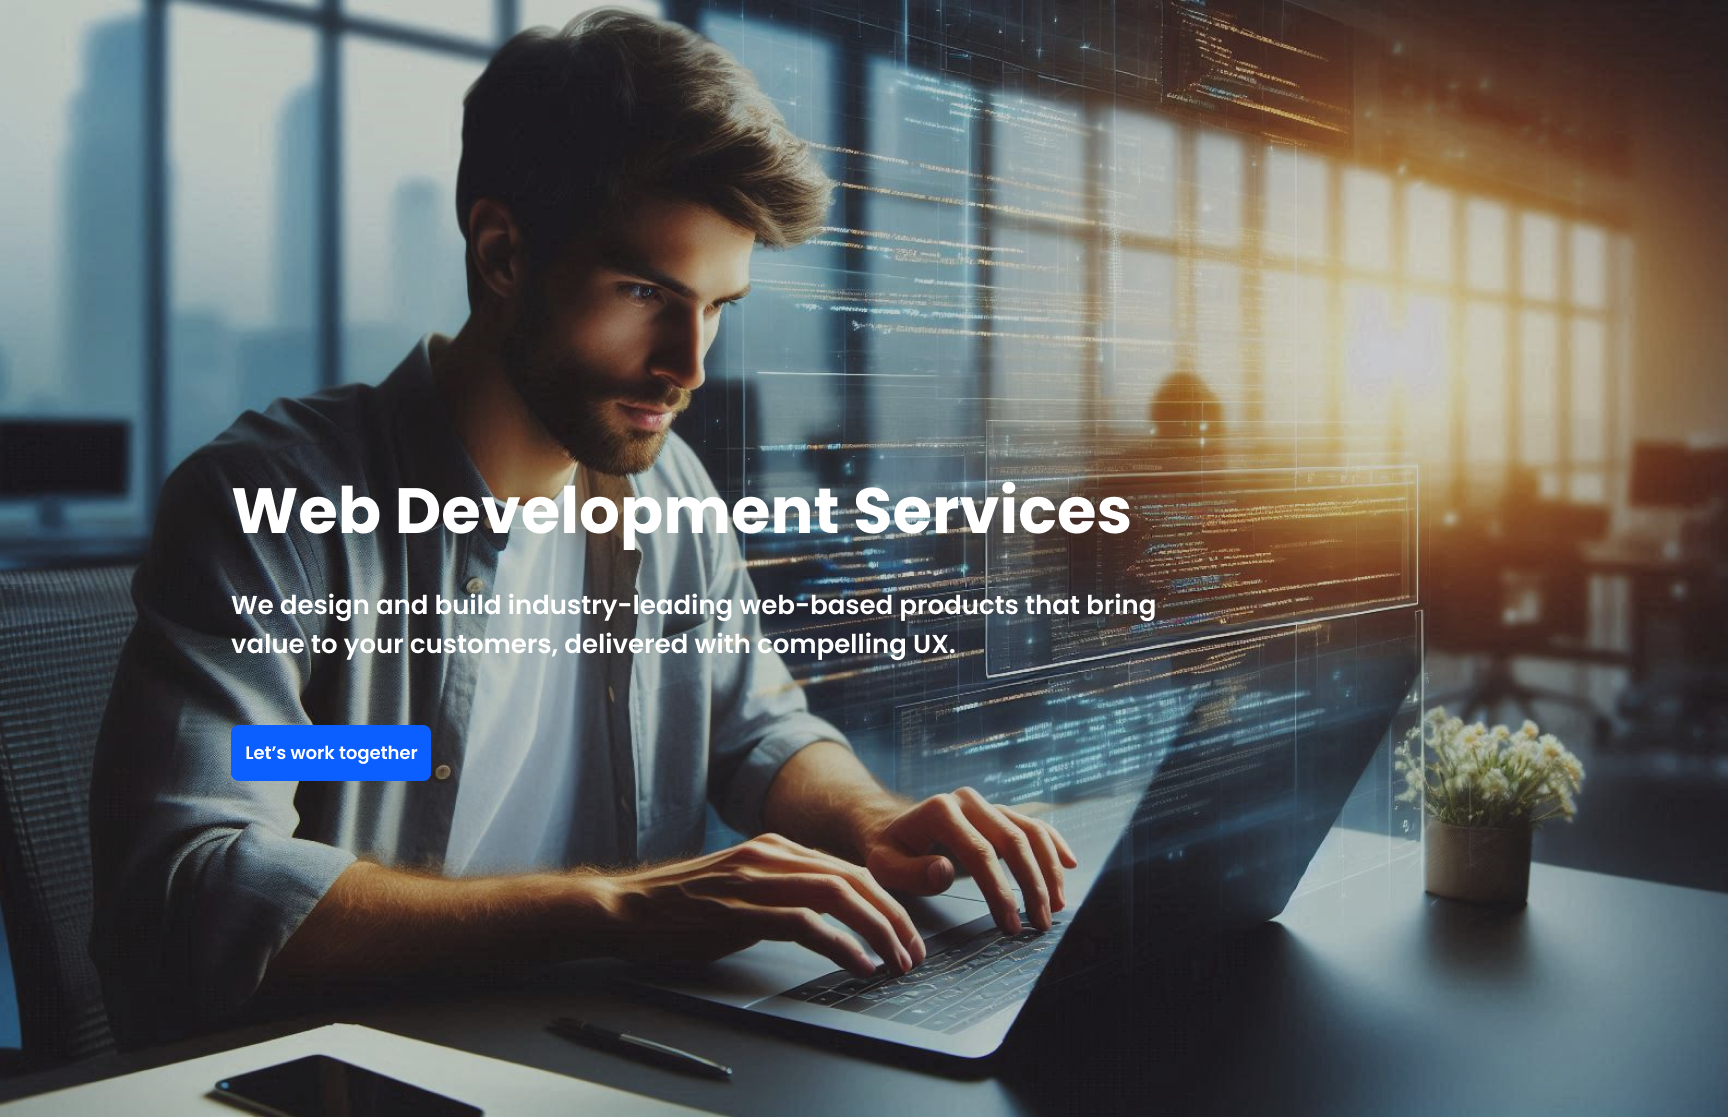 Web Development Services
We design and build industry-leading web-based products that bring
value to your customers, delivered with compelling UX.
Let’s work together